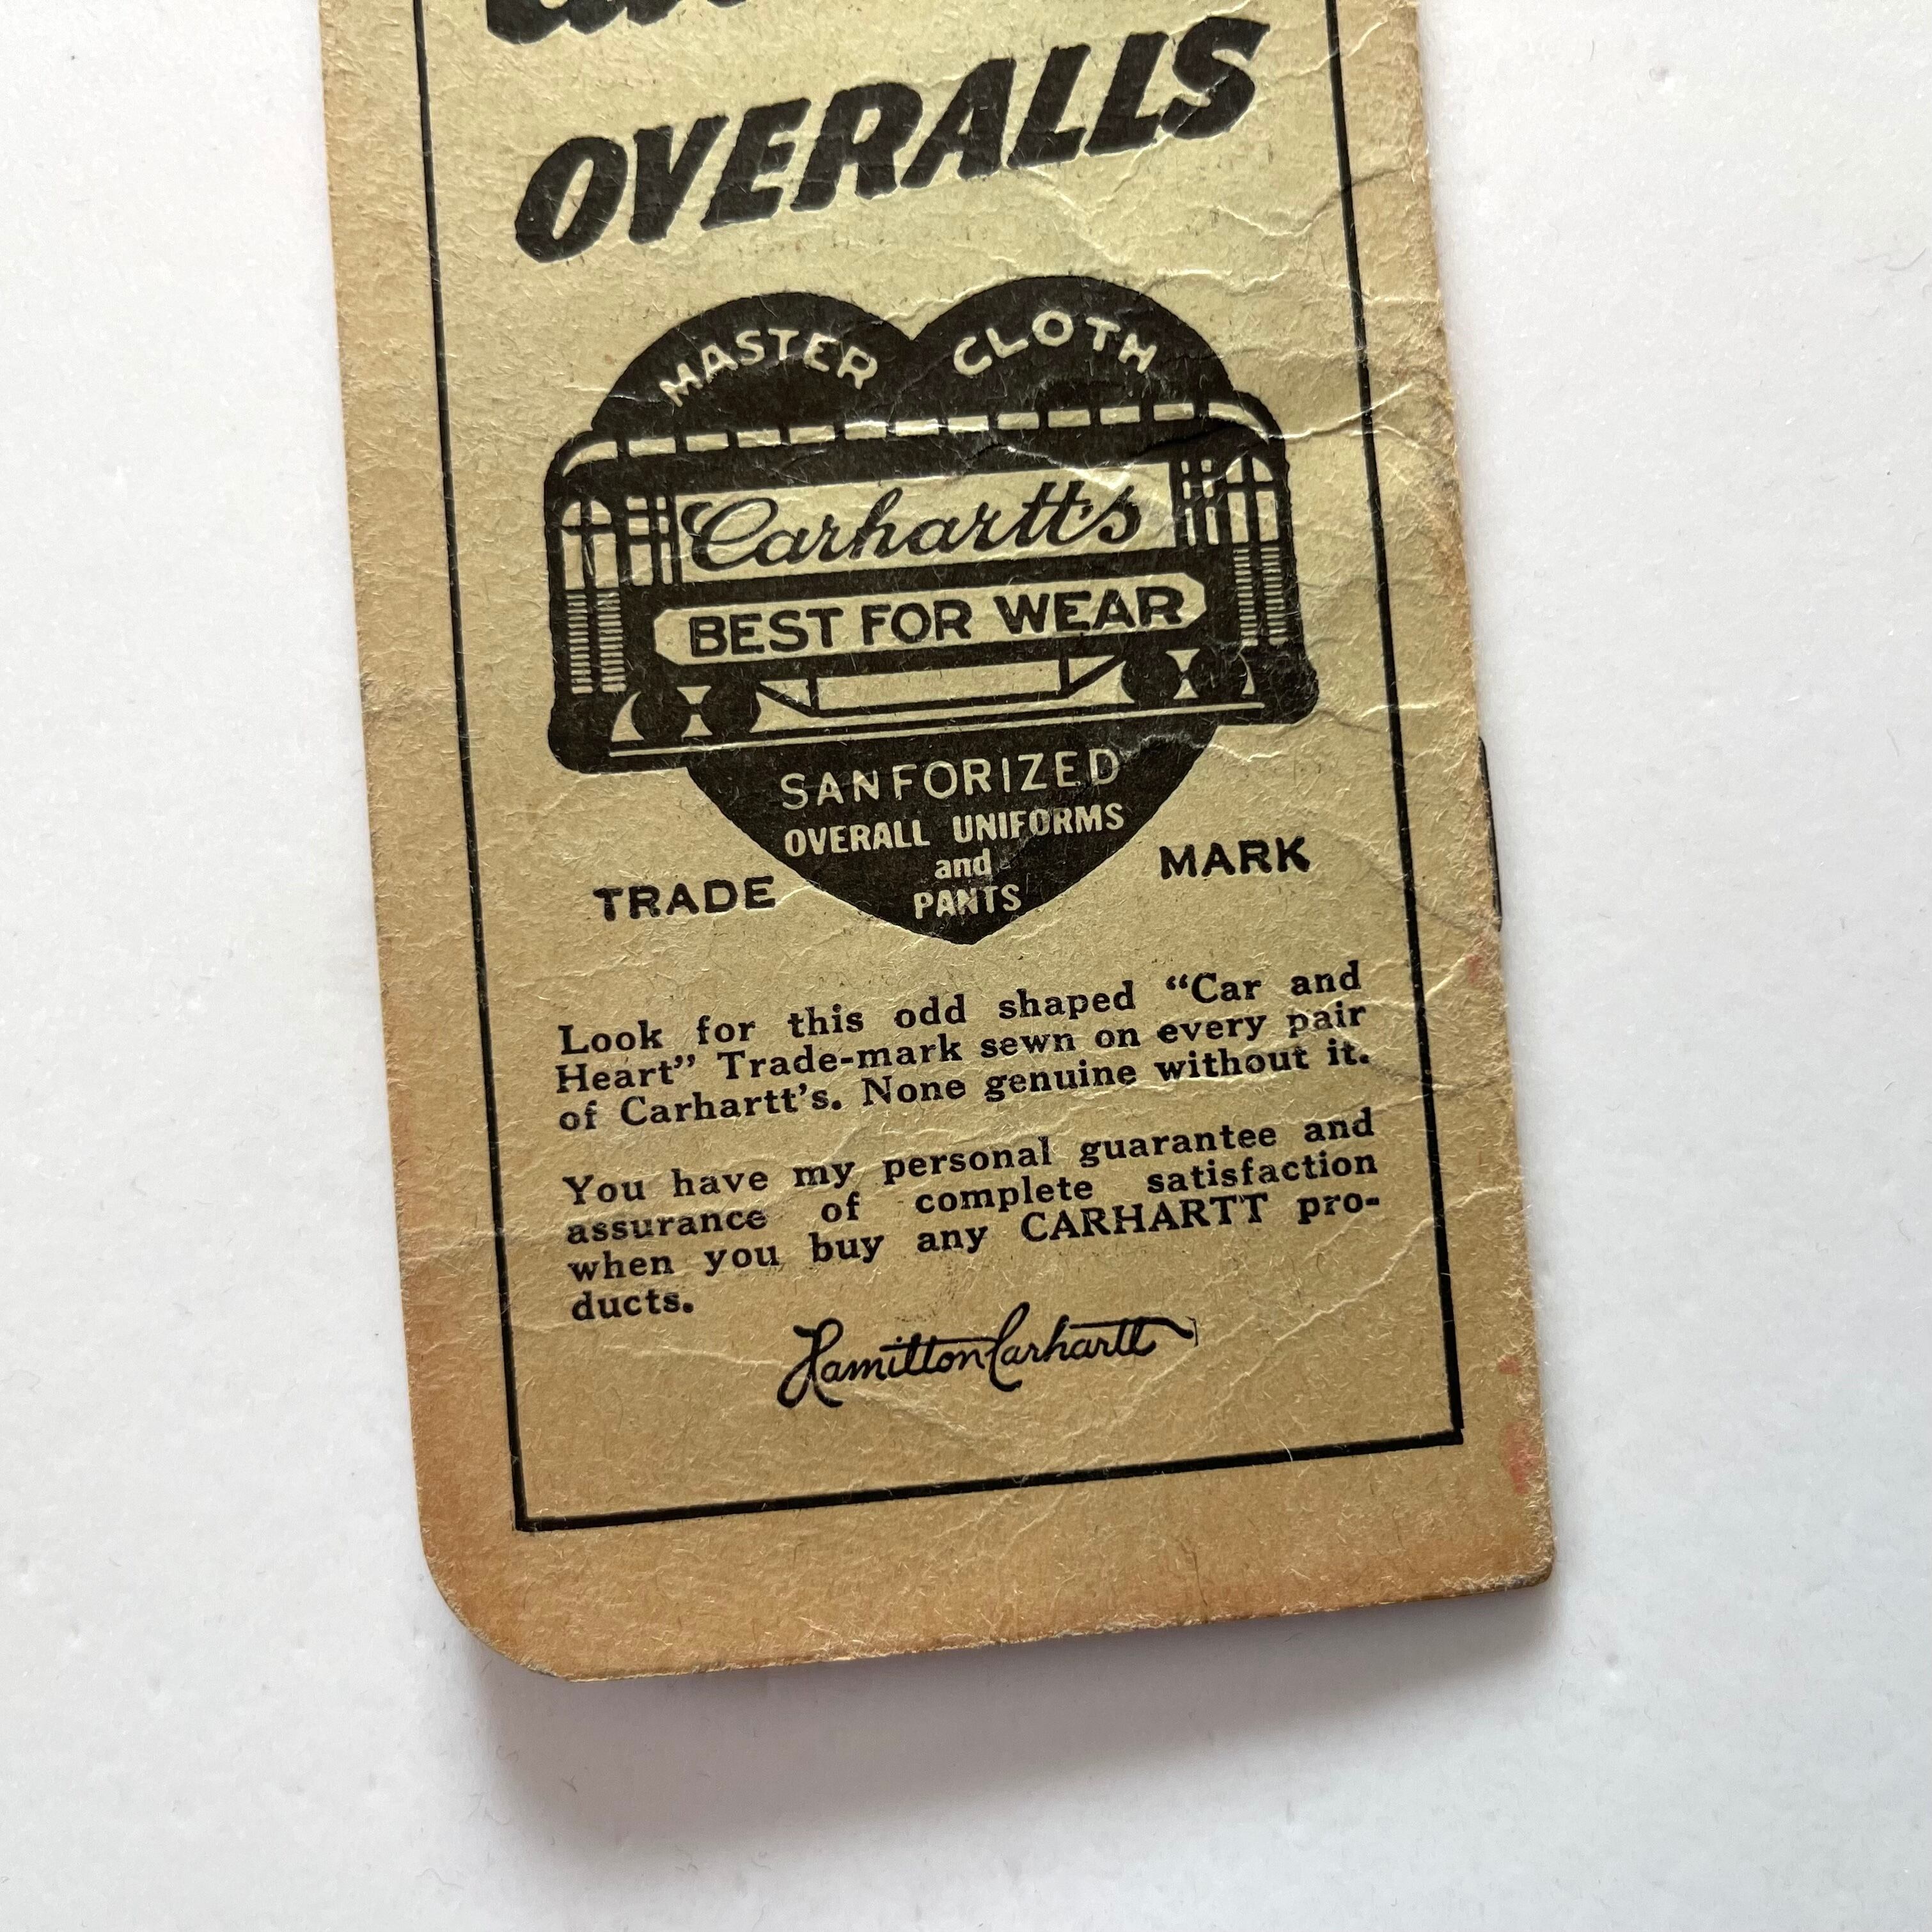 OVERALLS
MASTER CLOTH
Carhartt's
BEST FOR WEAR
SANFORIZED
OVERALL UNIFORMS
and
PANTS
TRADE MARK
Look for this odd shaped “Car and
Heart” Trade-mark sewn on every pair
of Carhartt's. None genuine without it.
You have my personal guarantee and
assurance of complete satisfaction
when you buy any CARHARTT pro-
ducts.
Hamilton Carhartt